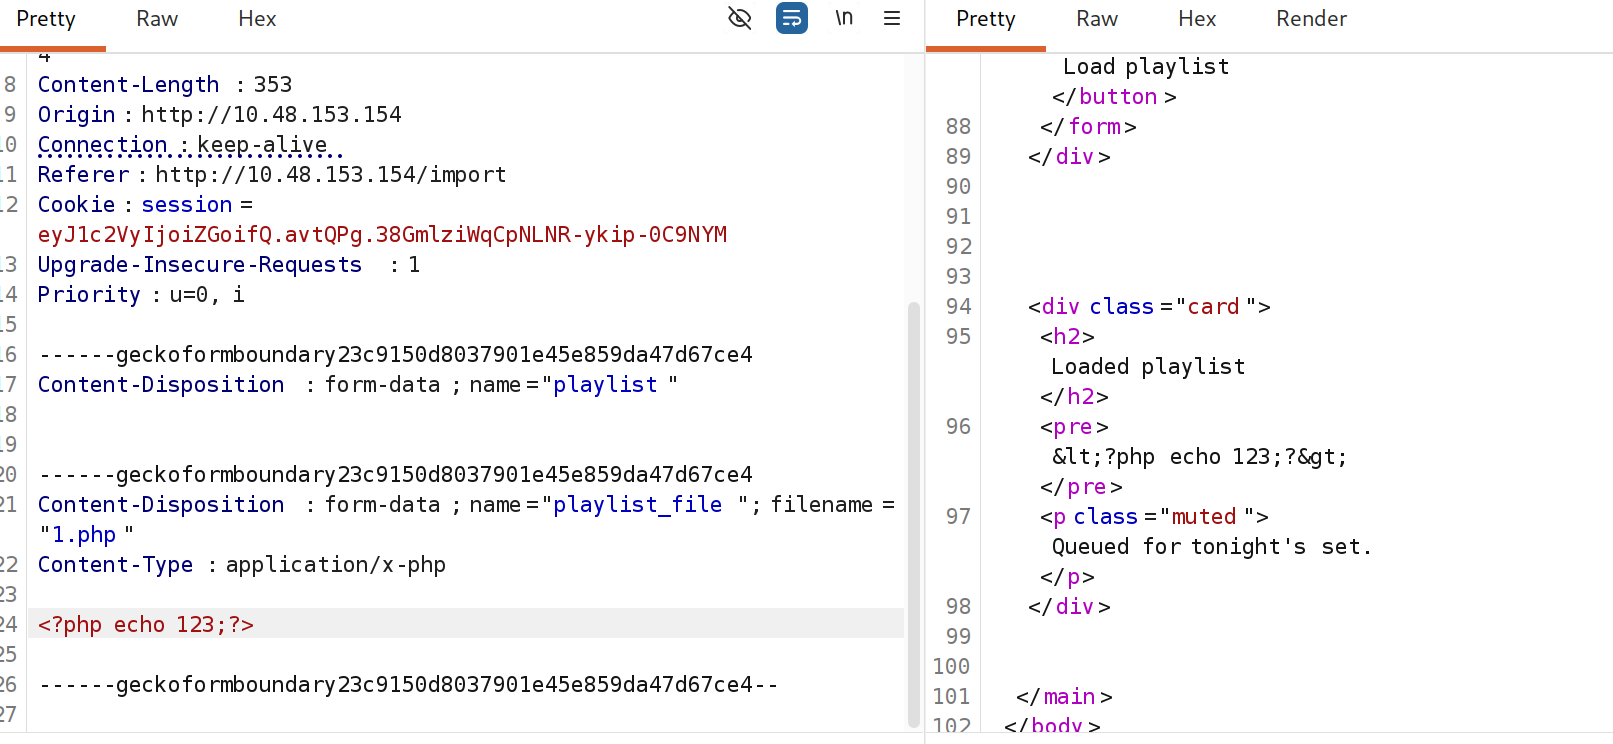 Pretty Raw Hex \n
4
8 Content-Length : 353
9 Origin : http://10.48.153.154
10 Connection : keep-alive
11 Referer : http://10.48.153.154/import
12 Cookie : session =
eyJ1c2VyIjoiZGoifQ.avtQPg.38GmlziWqCpNLNR-ykip-0C9NYM
13 Upgrade-Insecure-Requests : 1
14 Priority : u=0, i
15
16 ------geckoformboundary23c9150d8037901e45e859da47d67ce4
17 Content-Disposition : form-data ; name ="playlist "
18
19
20 ------geckoformboundary23c9150d8037901e45e859da47d67ce4
21 Content-Disposition : form-data ; name ="playlist_file "; filename =
"1.php "
22 Content-Type : application/x-php
23
24 <?php echo 123;?>
25
26 ------geckoformboundary23c9150d8037901e45e859da47d67ce4--
27
Pretty Raw Hex Render
Load playlist
</button >
88 </form>
89 </div>
90
91
92
93
94 <div class ="card ">
95 <h2>
Loaded playlist
</h2>
96 <pre>
&lt;?php echo 123;?&gt;
</pre>
97 <p class ="muted ">
Queued for tonight's set.
</p>
98 </div>
99
100
101 </main >
102 </body >